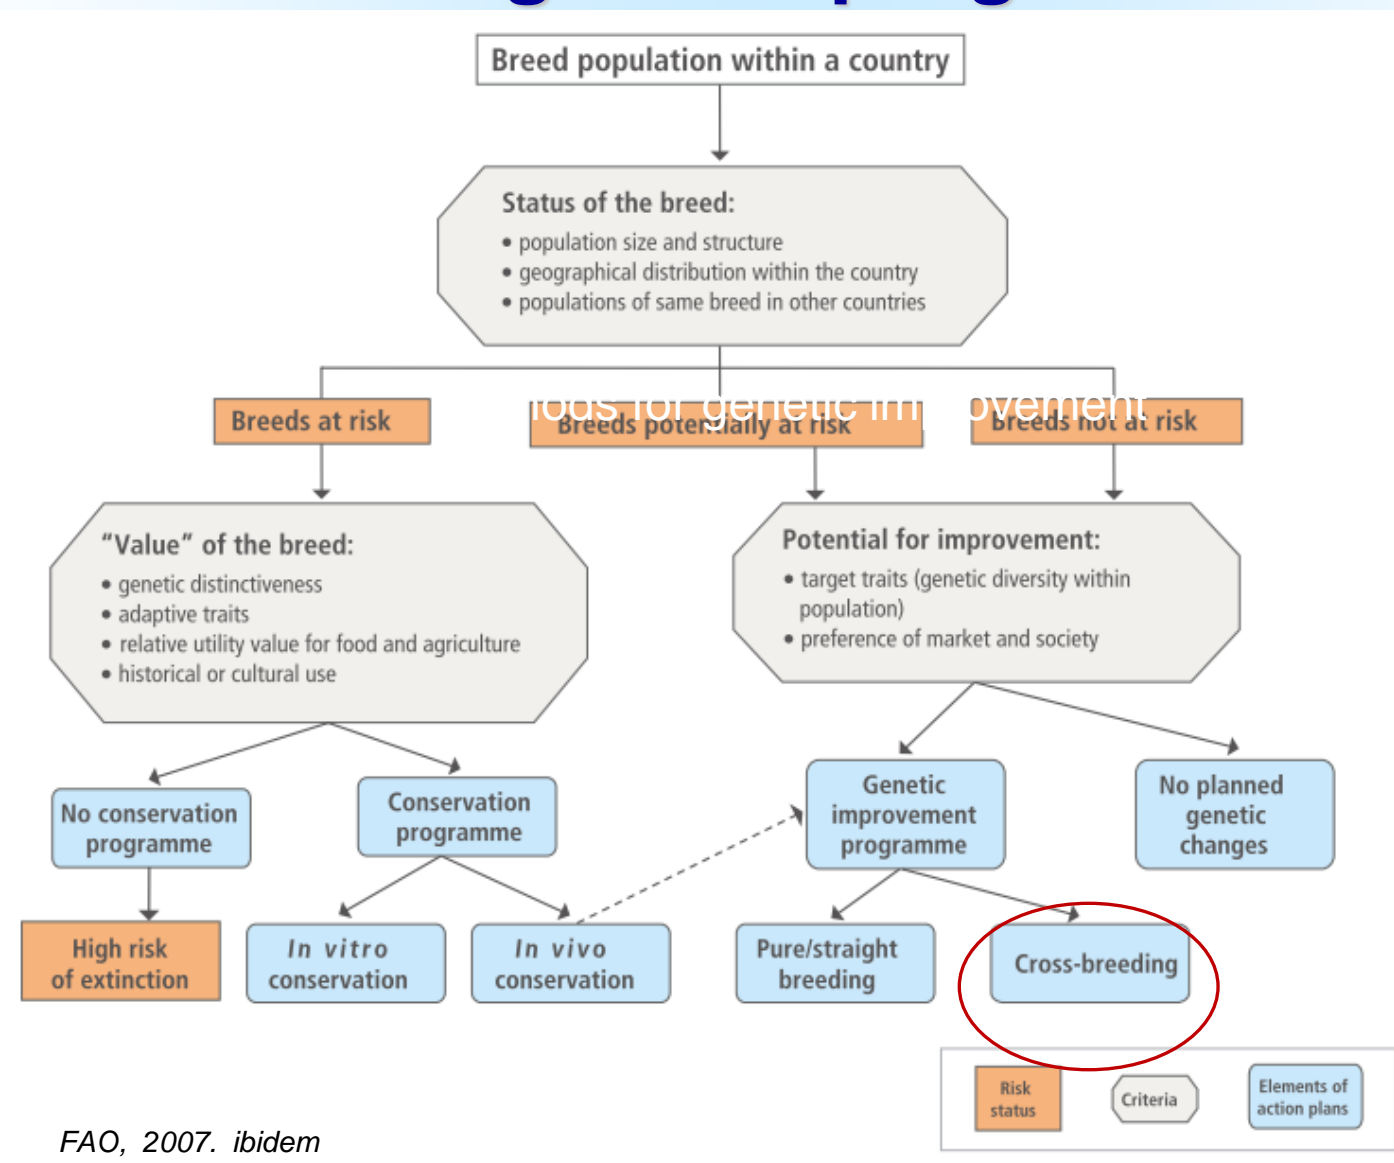 Breed population within a country
Status of the breed:
• population size and structure
• geographical distribution within the country
• populations of same breed in other countries
Breeds at risk
Breeds potentially at risk
Breeds not at risk
for genetic
"Value" of the breed:
• genetic distinctiveness
• adaptive traits
• relative utility value for food and agriculture
• historical or cultural use
Potential for improvement:
• target traits (genetic diversity within
population)
• preference of market and society
No conservation
programme
Conservation
programme
Genetic
improvement
programme
No planned
genetic
changes
High risk
of extinction
In vitro
conservation
In vivo
conservation
Pure/straight
breeding
Cross-breeding
Risk
status
Criteria
Elements of
action plans
FAO, 2007. ibidem